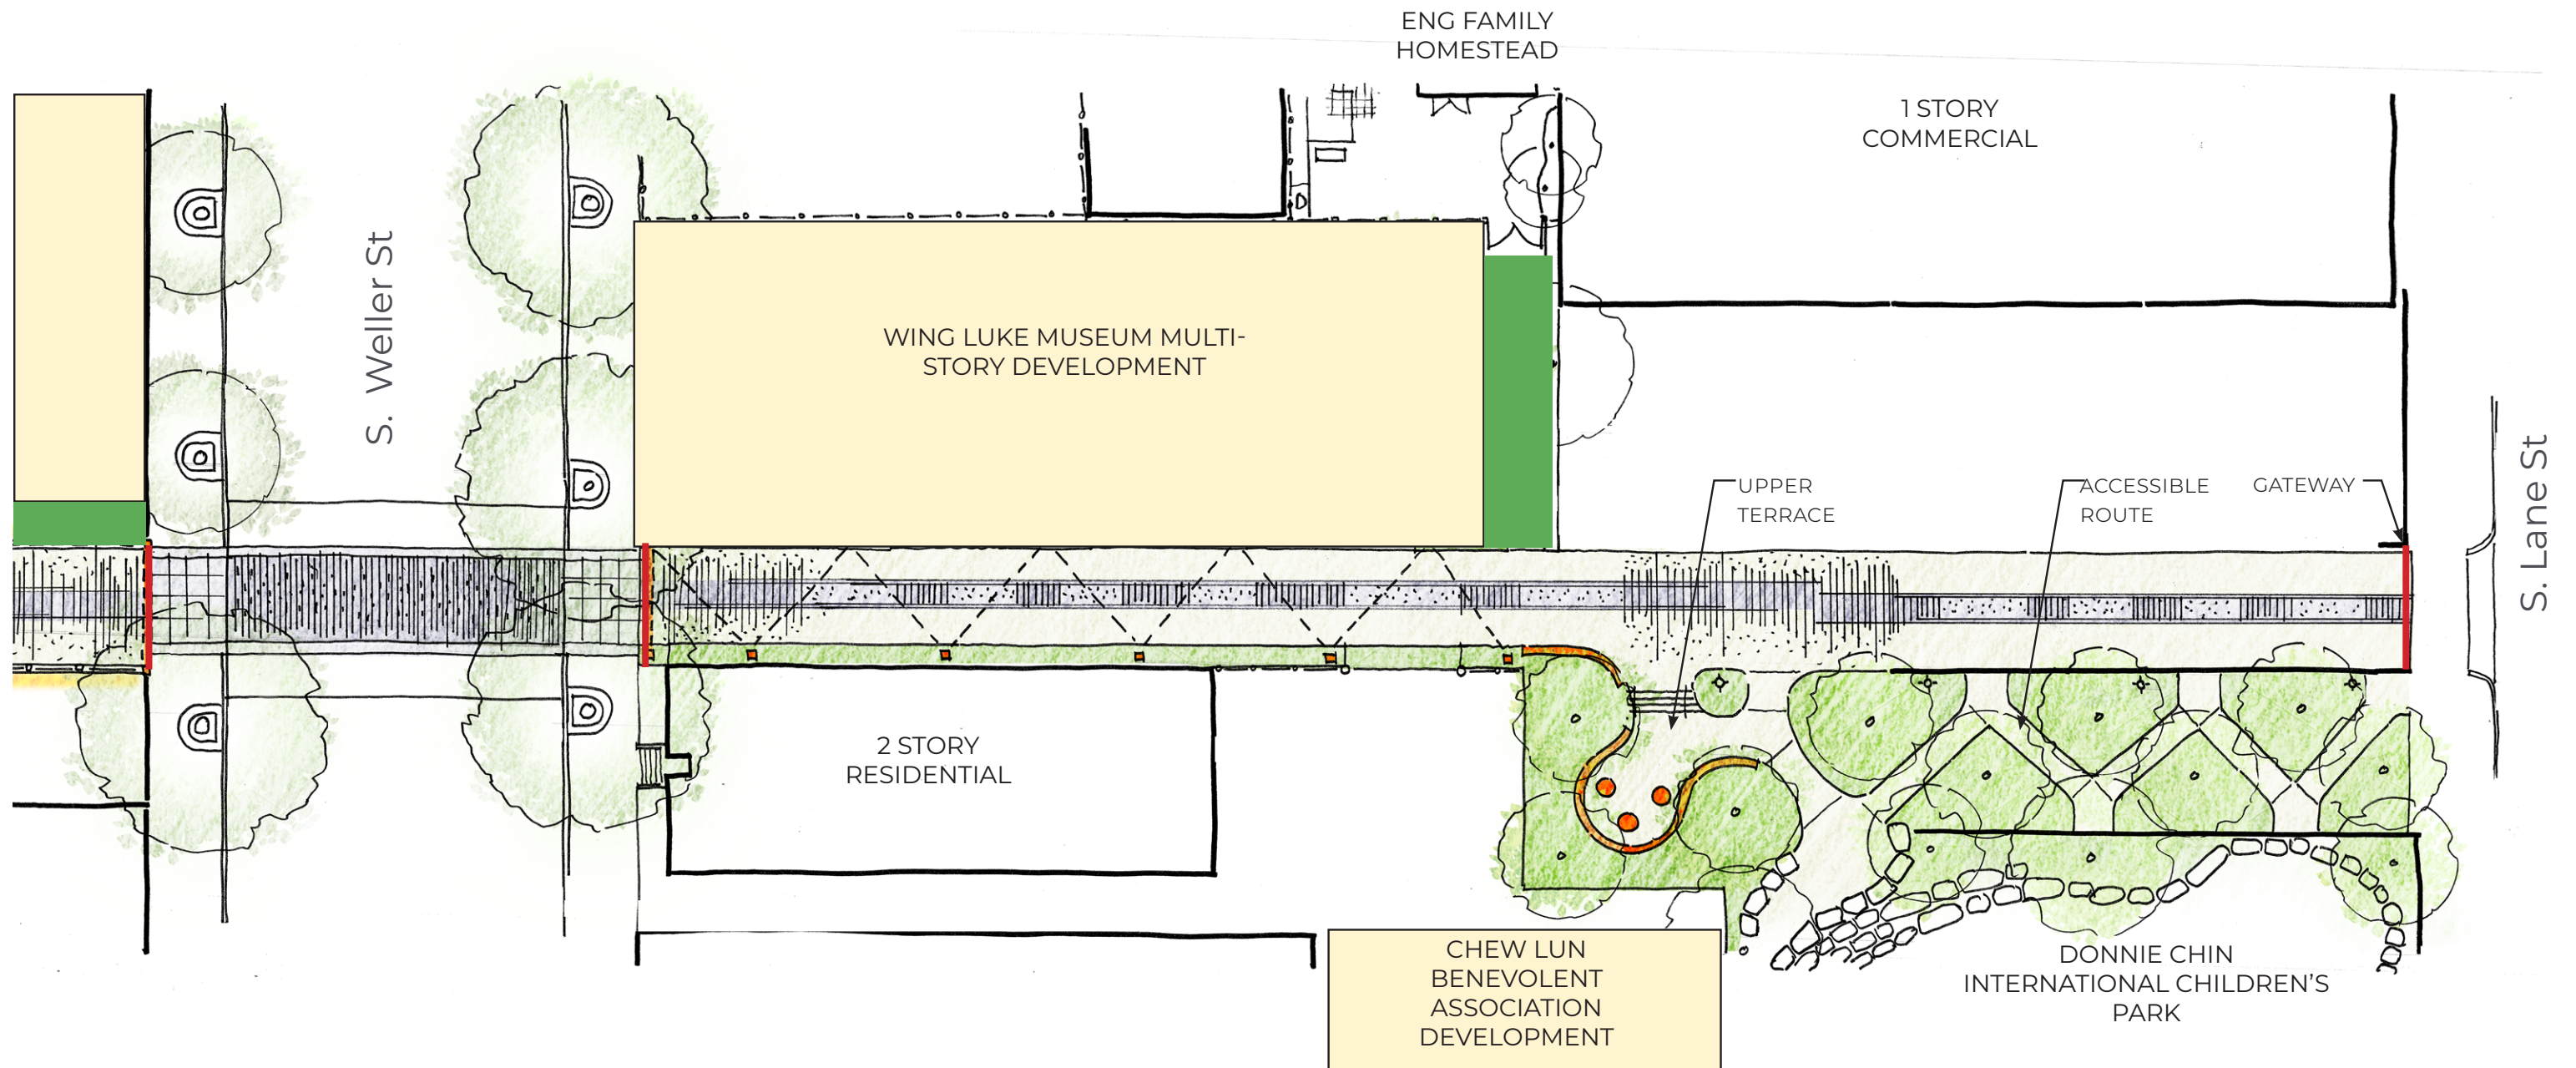 ENG FAMILY
HOMESTEAD
1 STORY
COMMERCIAL
S. Weller St
WING LUKE MUSEUM MULTI-
STORY DEVELOPMENT
UPPER
TERRACE
ACCESSIBLE
ROUTE
GATEWAY
S. Lane St
2 STORY
RESIDENTIAL
CHEW LUN
BENEVOLENT
ASSOCIATION
DEVELOPMENT
DONNIE CHIN
INTERNATIONAL CHILDREN'S
PARK